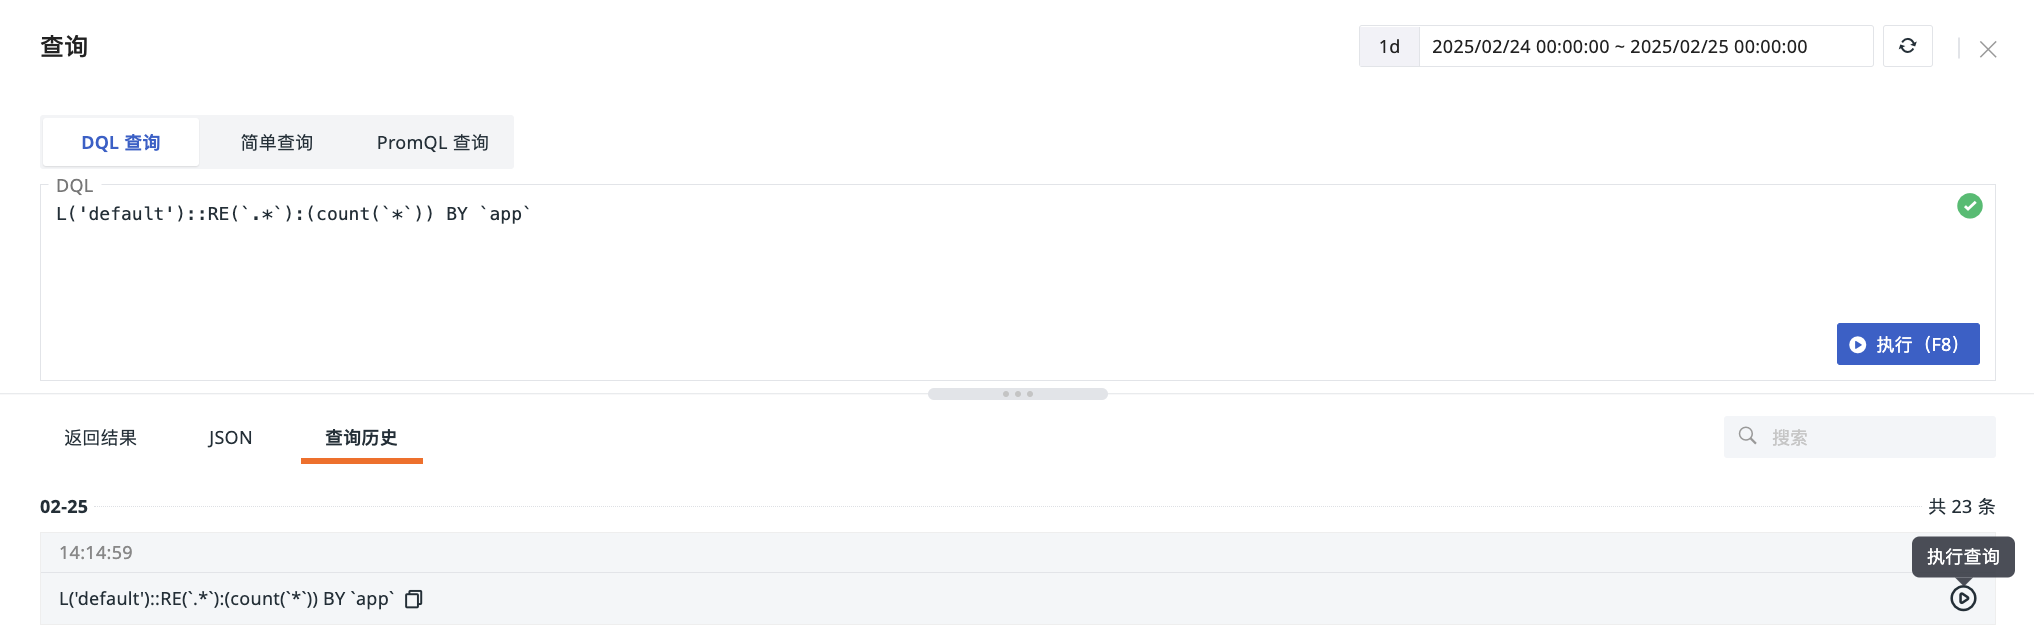 查询
1d 2025/02/24 00:00:00 ~ 2025/02/25 00:00:00
DQL 查询 简单查询 PromQL 查询
DQL
L('default')::RE(`.*`):(count(`*`)) BY `app`
执行（F8）
返回结果 JSON 查询历史 搜索
02-25 共 23 条
14:14:59
执行查询
L('default')::RE(`.*`):(count(`*`)) BY `app`